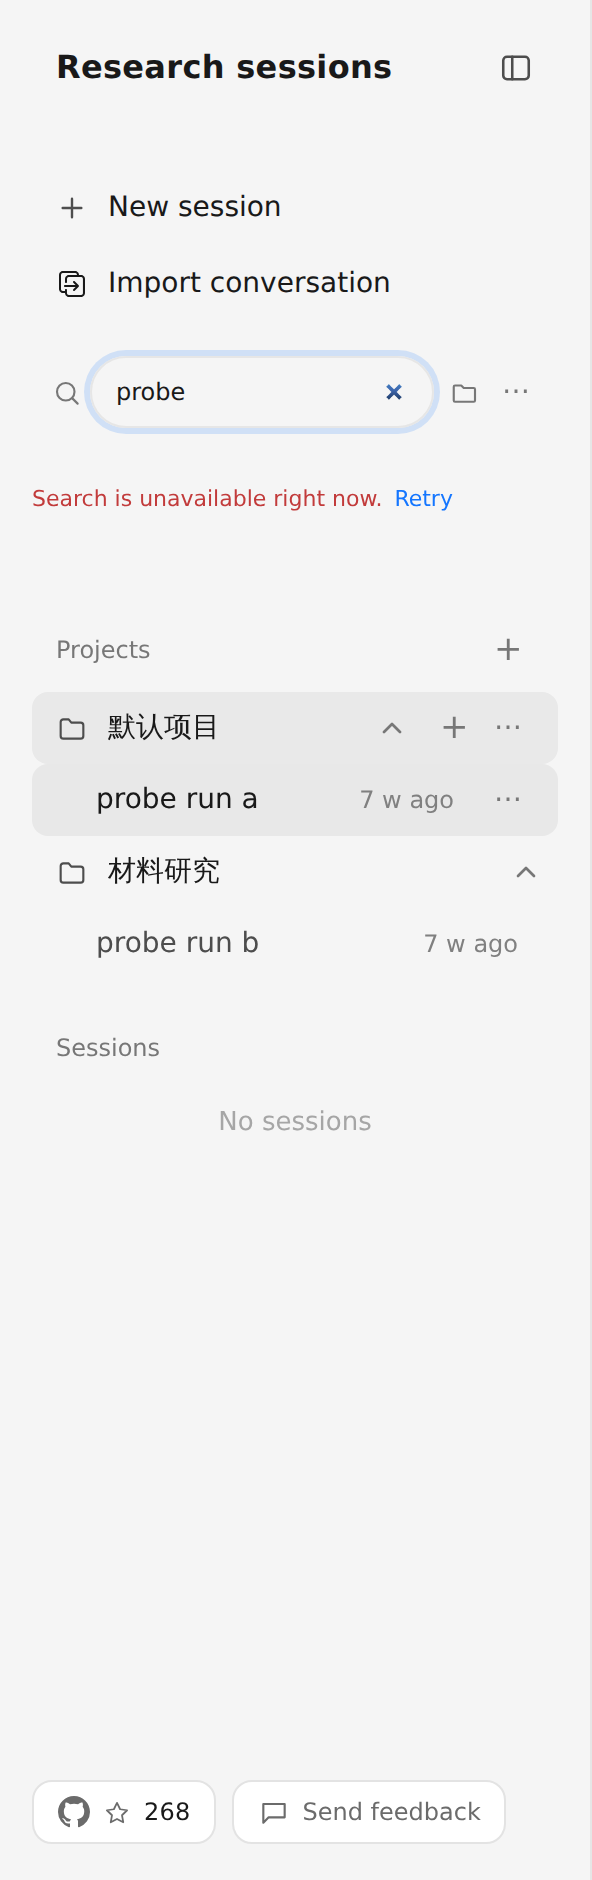 Research sessions
New session
Import conversation
probe
Search is unavailable right now. Retry
Projects
默认项目
probe run a 7 w ago
材料研究
probe run b 7 w ago
Sessions
No sessions
268 Send feedback